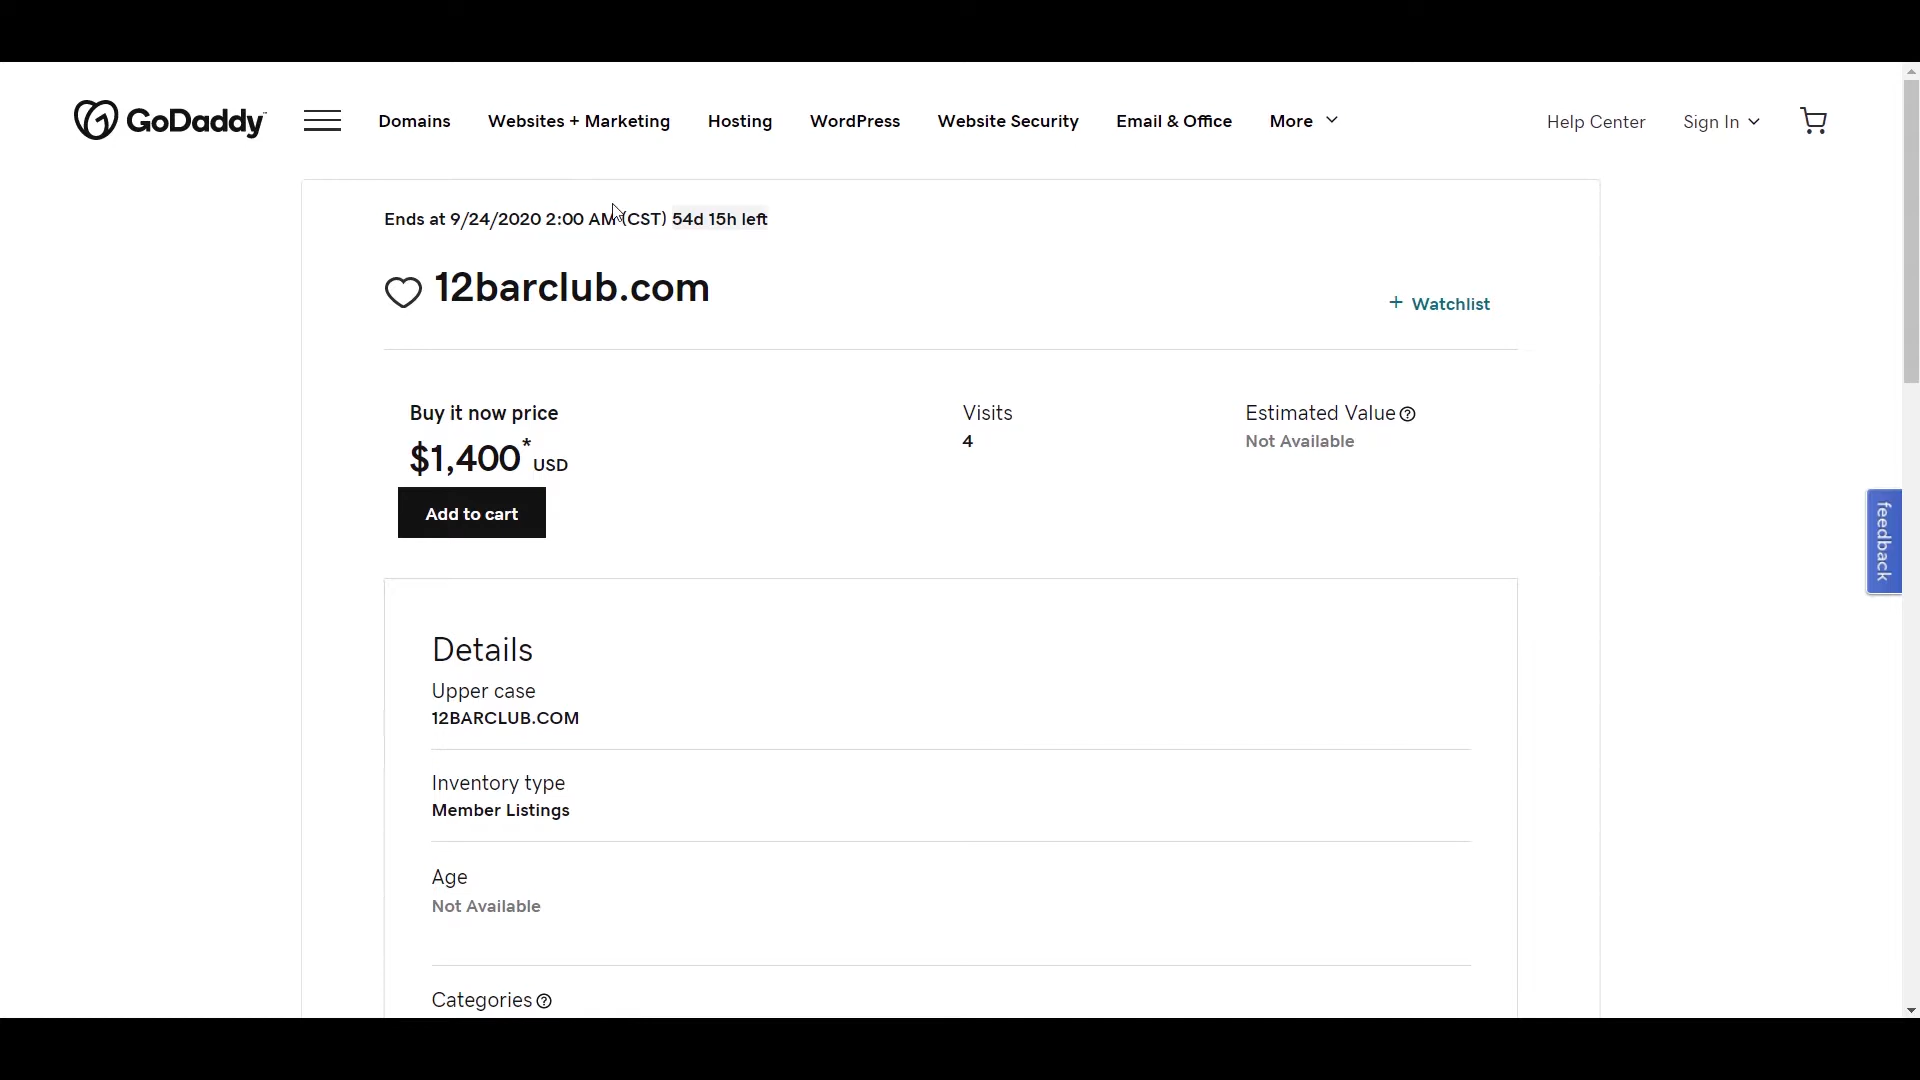 GoDaddy Domains Websites + Marketing Hosting WordPress Website Security Email & Office More Help Center Sign In
Ends at 9/24/2020 2:00 AM (CST) 54d 15h left
12barclub.com
+ Watchlist
Buy it now price Visits Estimated Value
$1,400* USD 4 Not Available
Add to cart
feedback
Details
Upper case
12BARCLUB.COM
Inventory type
Member Listings
Age
Not Available
Categories